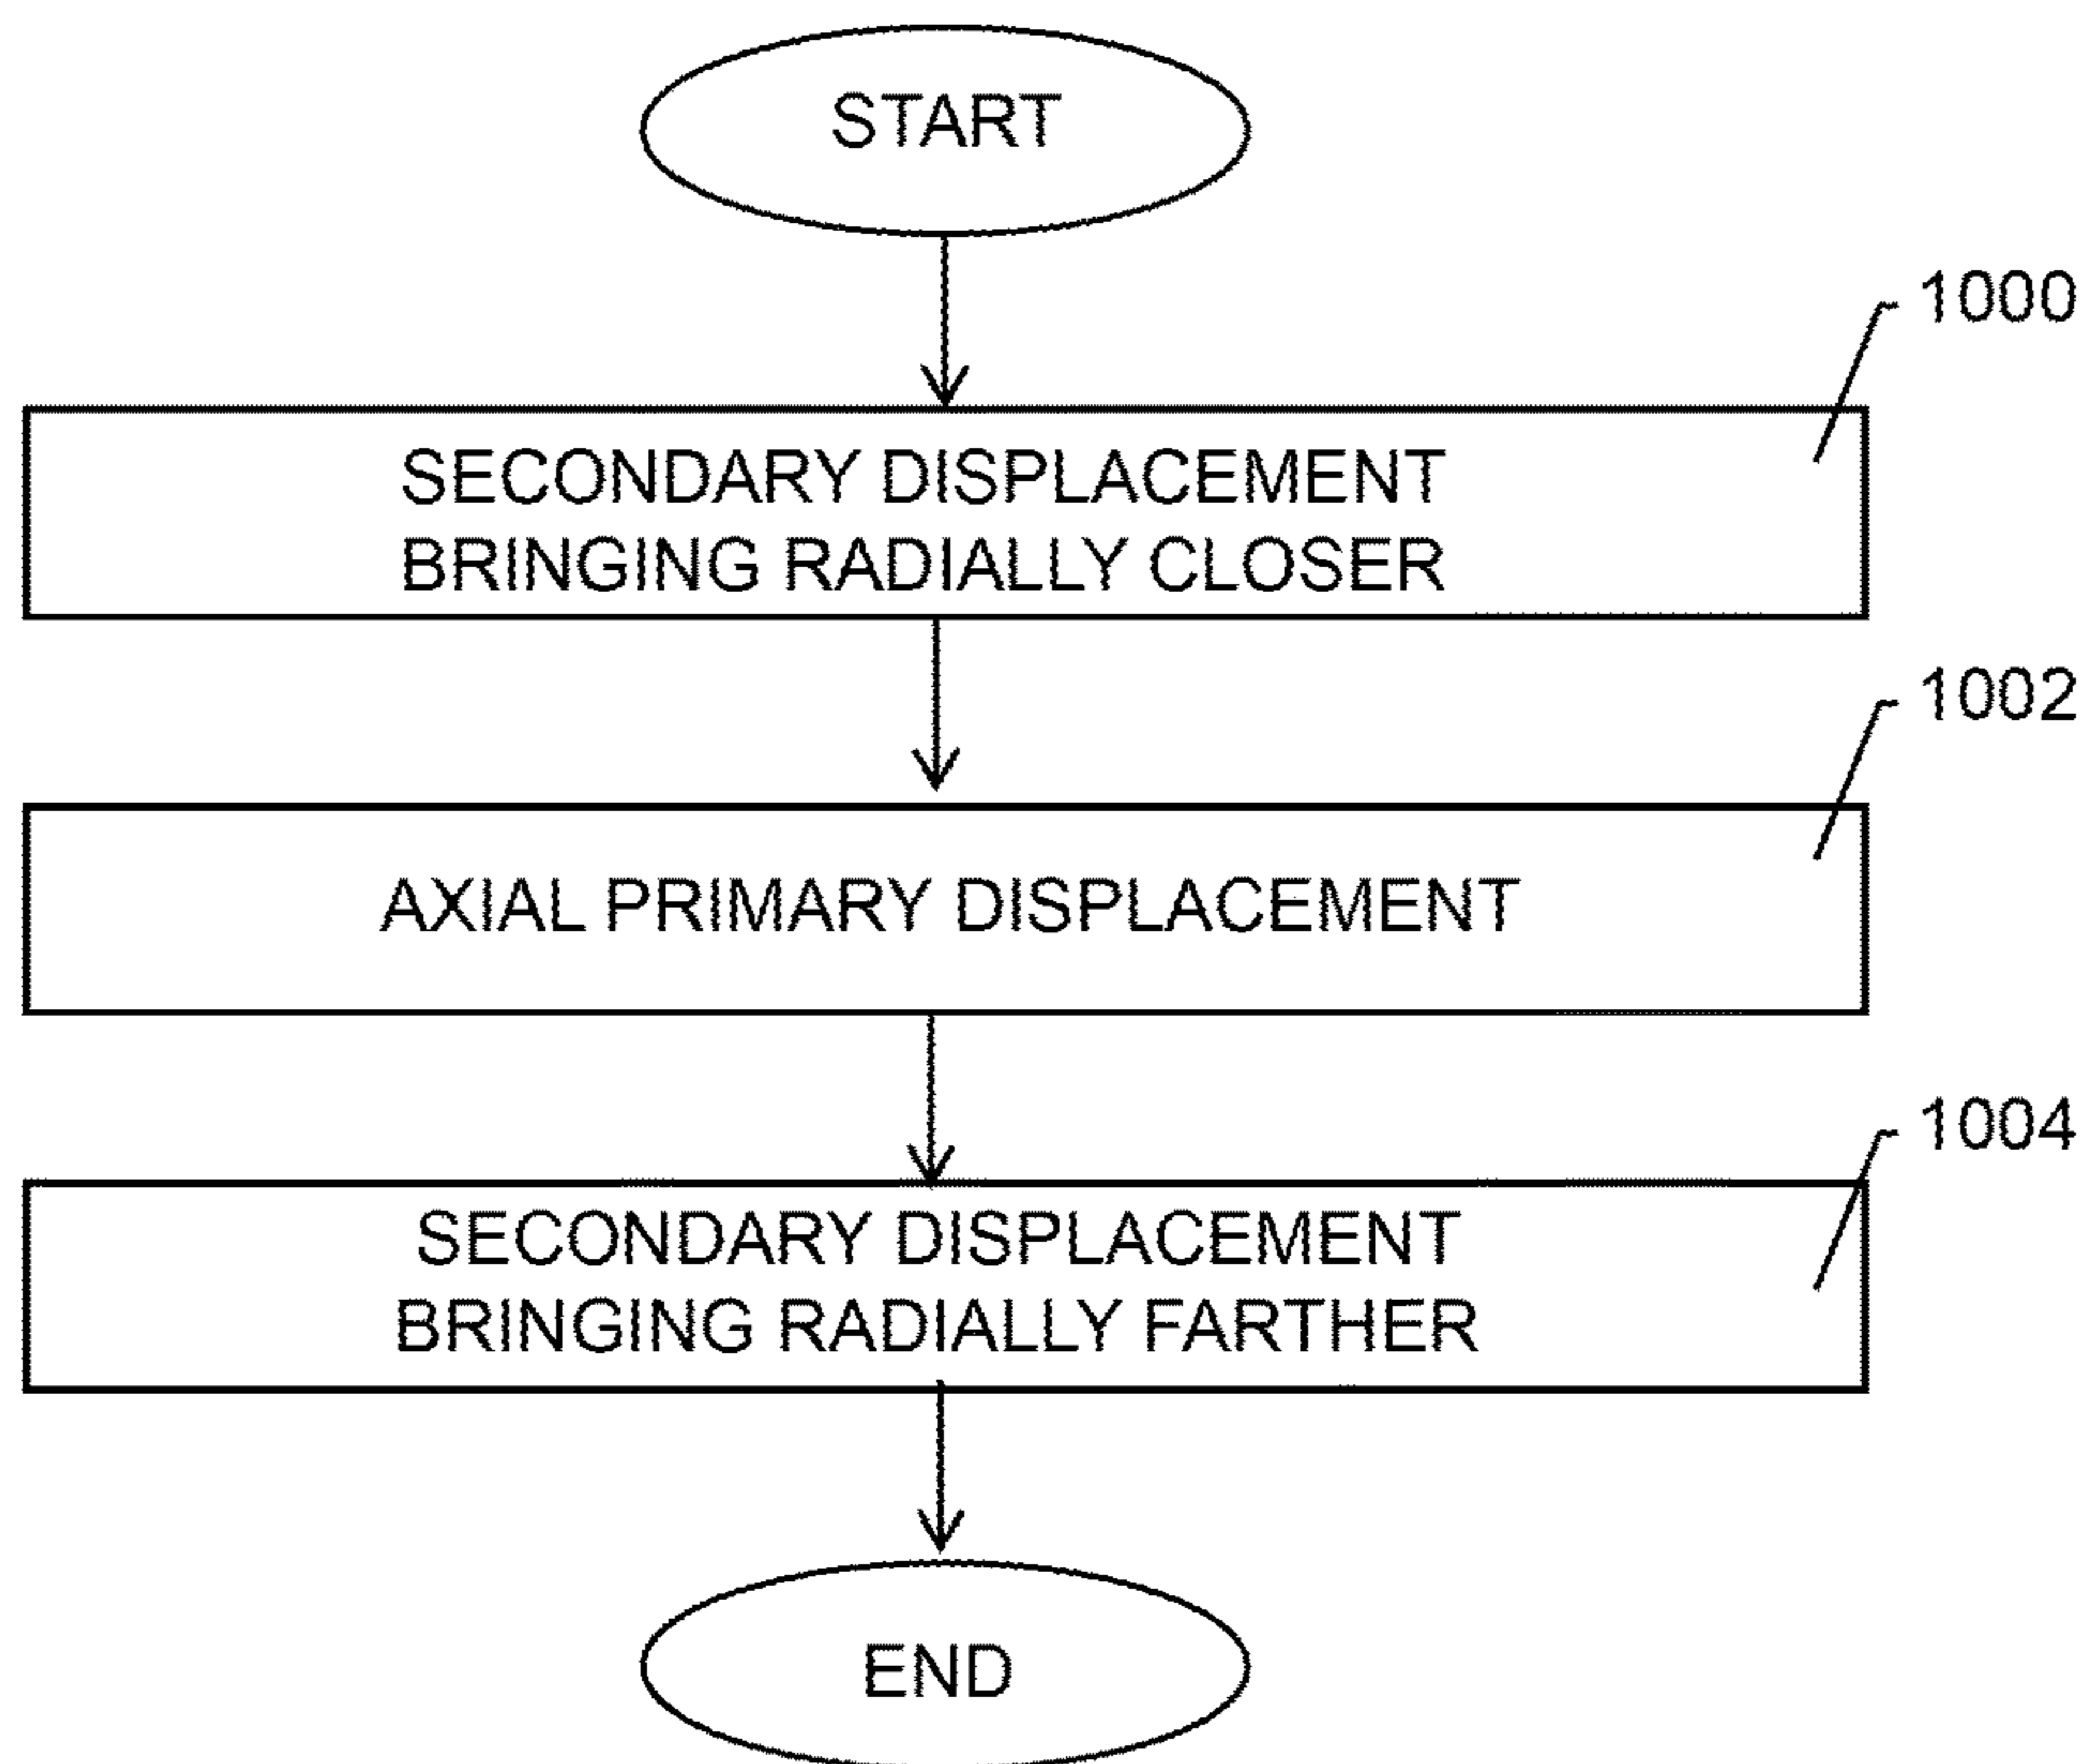 START
1000
SECONDARY DISPLACEMENT
BRINGING RADIALLY CLOSER
1002
AXIAL PRIMARY DISPLACEMENT
1004
SECONDARY DISPLACEMENT
BRINGING RADIALLY FARTHER
END